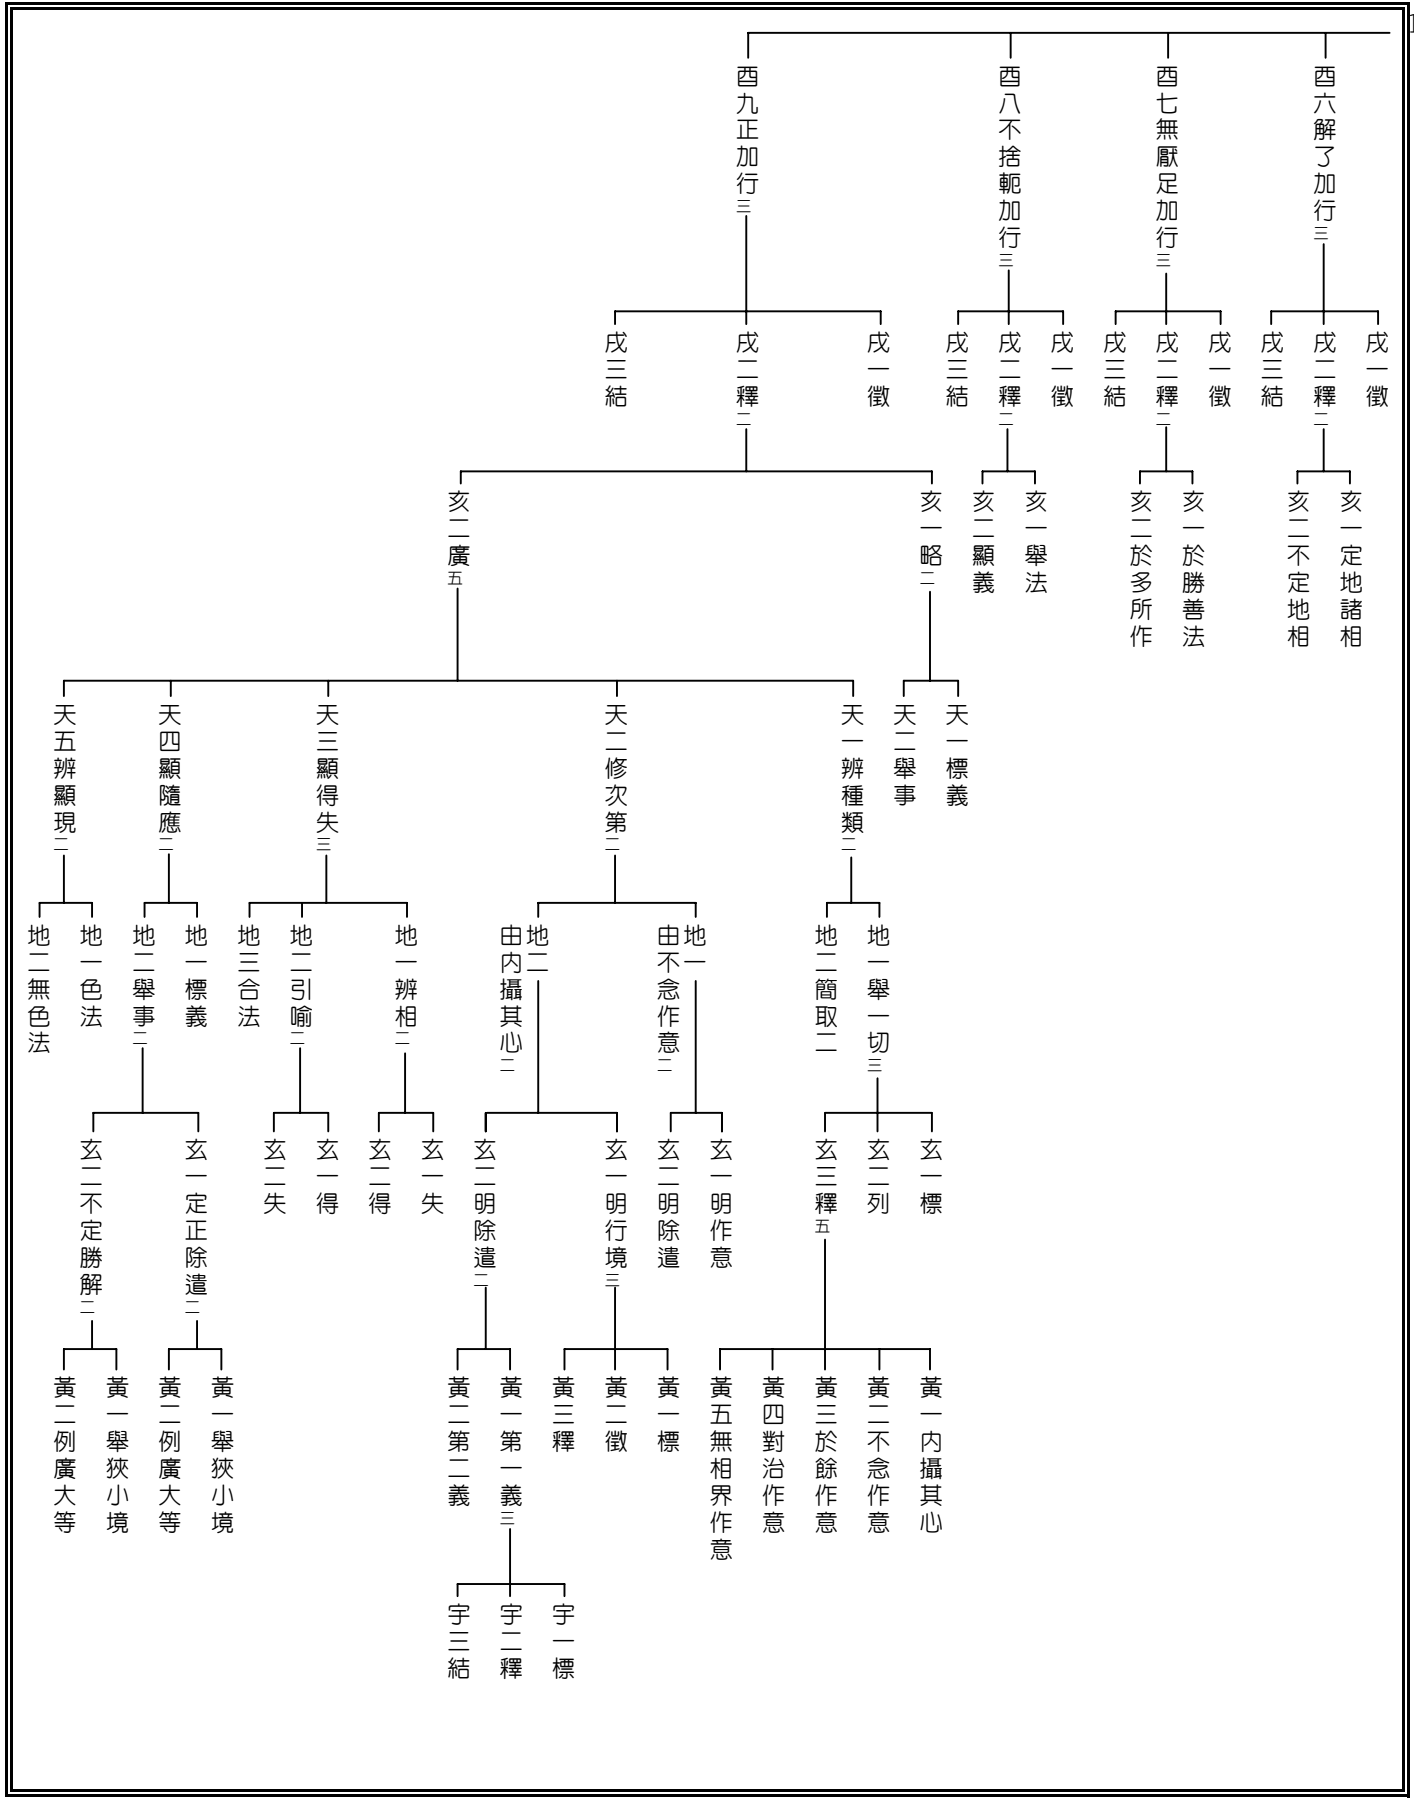 酉六解了加行三
酉七無厭足加行三
酉八不捨軛加行三
酉九正加行三
戌一徵
戌二釋二
戌三結
戌一徵
戌二釋二
戌三結
戌一徵
戌二釋二
戌三結
戌一徵
戌二釋二
戌三結
亥一定地諸相
亥二不定地相
亥一於勝善法
亥二於多所作
亥一舉法
亥二顯義
亥一略二
亥二廣五
天一標義
天二舉事
天一辨種類二
天二修次第二
天三顯得失三
天四顯隨應二
天五辨顯現二
地一舉一切三
地二簡取二
地一
由不念作意二
地二
由內攝其心二
地一辨相二
地二引喻二
地三合法
地一標義
地二舉事二
地一色法
地二無色法
玄一標
玄二列
玄三釋五
玄一明作意
玄二明除遣
玄一明行境三
玄二明除遣二
玄一失
玄二得
玄一得
玄二失
玄一定正除遣二
玄二不定勝解二
黃一內攝其心
黃二不念作意
黃三於餘作意
黃四對治作意
黃五無相界作意
黃一標
黃二徵
黃三釋
黃一第一義三
黃二第二義
黃一舉狹小境
黃二例廣大等
黃一舉狹小境
黃二例廣大等
宇一標
宇二釋
宇三結